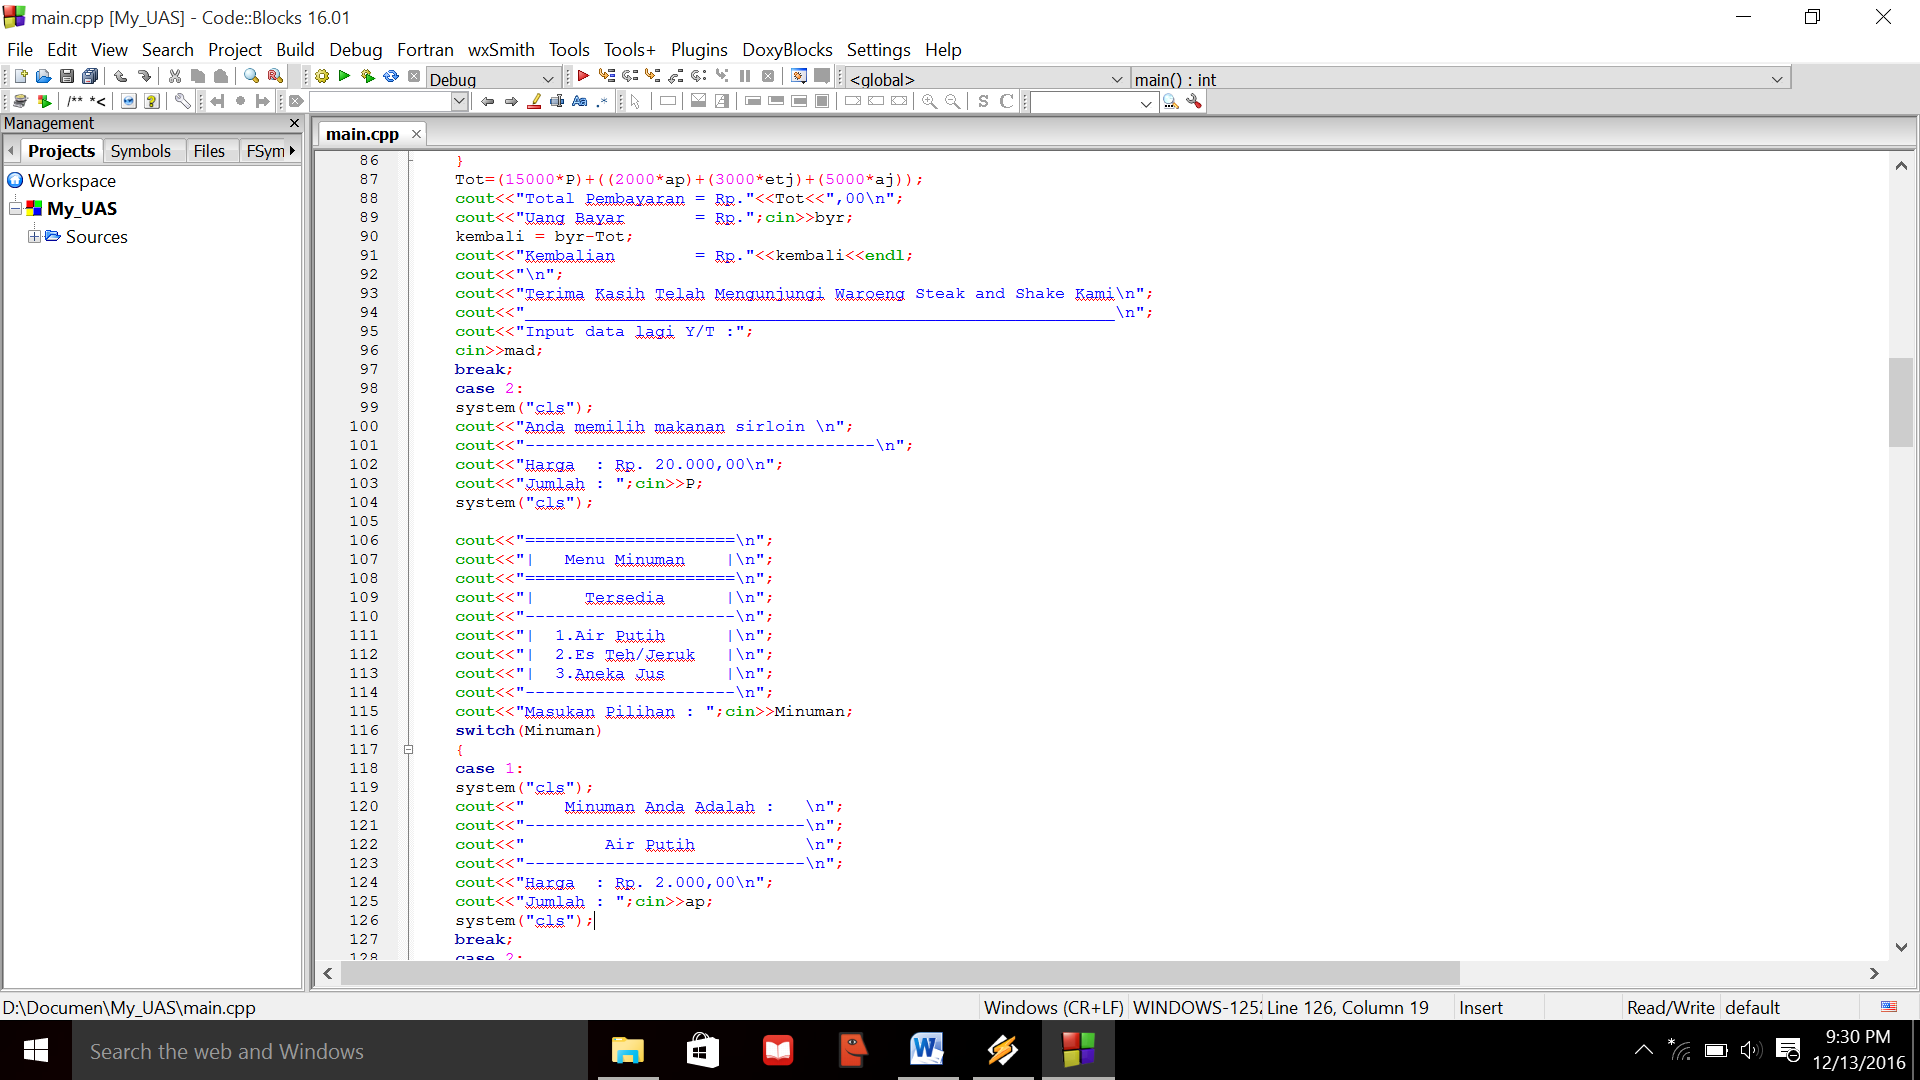 main.cpp [My_UAS] - Code::Blocks 16.01
File Edit View Search Project Build Debug Fortran wxSmith Tools Tools+ Plugins DoxyBlocks Settings Help
Debug <global> main() : int
/** *< Aa .* S C
Management
Projects Symbols Files FSym
main.cpp
Workspace
My_UAS
Sources
86 }
87 Tot=(15000*P)+((2000*ap)+(3000*etj)+(5000*aj));
88 cout<<"Total Pembayaran = Rp."<<Tot<<",00\n";
89 cout<<"Uang Bayar       = Rp.";cin>>byr;
90 kembali = byr-Tot;
91 cout<<"Kembalian        = Rp."<<kembali<<endl;
92 cout<<"\n";
93 cout<<"Terima Kasih Telah Mengunjungi Waroeng Steak and Shake Kami\n";
94 cout<<"___________________________________________________________\n";
95 cout<<"Input data lagi Y/T :";
96 cin>>mad;
97 break;
98 case 2:
99 system("cls");
100 cout<<"Anda memilih makanan sirloin \n";
101 cout<<"-----------------------------------\n";
102 cout<<"Harga  : Rp. 20.000,00\n";
103 cout<<"Jumlah : ";cin>>P;
104 system("cls");
105
106 cout<<"=====================\n";
107 cout<<"|   Menu Minuman    |\n";
108 cout<<"=====================\n";
109 cout<<"|     Tersedia      |\n";
110 cout<<"---------------------\n";
111 cout<<"|  1.Air Putih      |\n";
112 cout<<"|  2.Es Teh/Jeruk   |\n";
113 cout<<"|  3.Aneka Jus      |\n";
114 cout<<"---------------------\n";
115 cout<<"Masukan Pilihan : ";cin>>Minuman;
116 switch(Minuman)
117 {
118 case 1:
119 system("cls");
120 cout<<"    Minuman Anda Adalah :   \n";
121 cout<<"----------------------------\n";
122 cout<<"        Air Putih           \n";
123 cout<<"----------------------------\n";
124 cout<<"Harga  : Rp. 2.000,00\n";
125 cout<<"Jumlah : ";cin>>ap;
126 system("cls");
127 break;
128 case 2:
D:\Documen\My_UAS\main.cpp Windows (CR+LF) WINDOWS-1252 Line 126, Column 19 Insert Read/Write default
Search the web and Windows
9:30 PM
12/13/2016